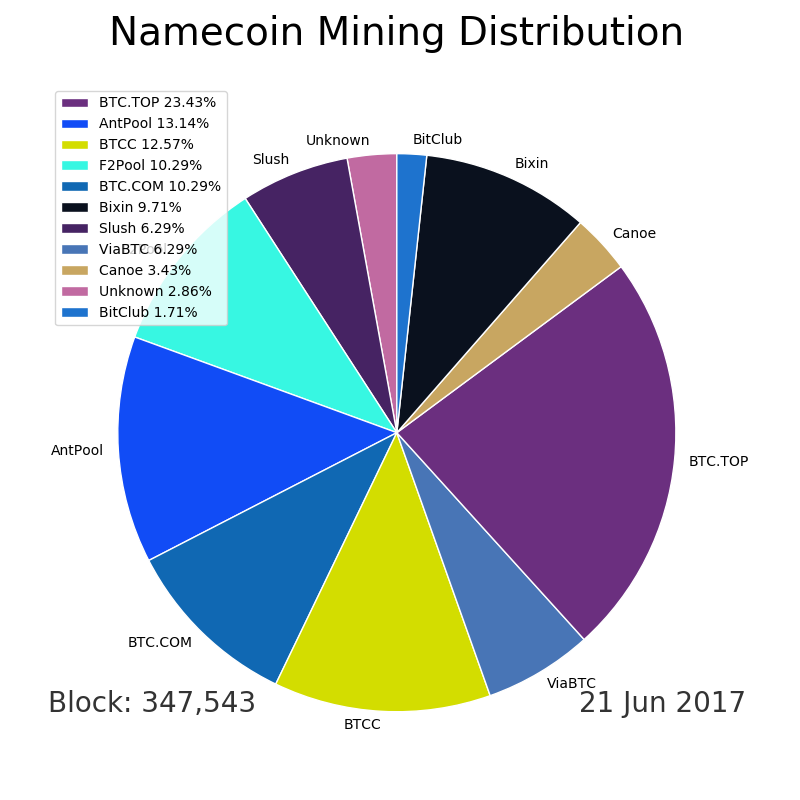 Namecoin Mining Distribution
BTC.TOP 23.43%
AntPool 13.14%
BTCC 12.57%
F2Pool 10.29%
BTC.COM 10.29%
Bixin 9.71%
Slush 6.29%
ViaBTC 6.29%
Canoe 3.43%
Unknown 2.86%
BitClub 1.71%
Unknown
BitClub
Slush
Bixin
Canoe
AntPool
BTC.TOP
BTC.COM
ViaBTC
BTCC
Block: 347,543
21 Jun 2017